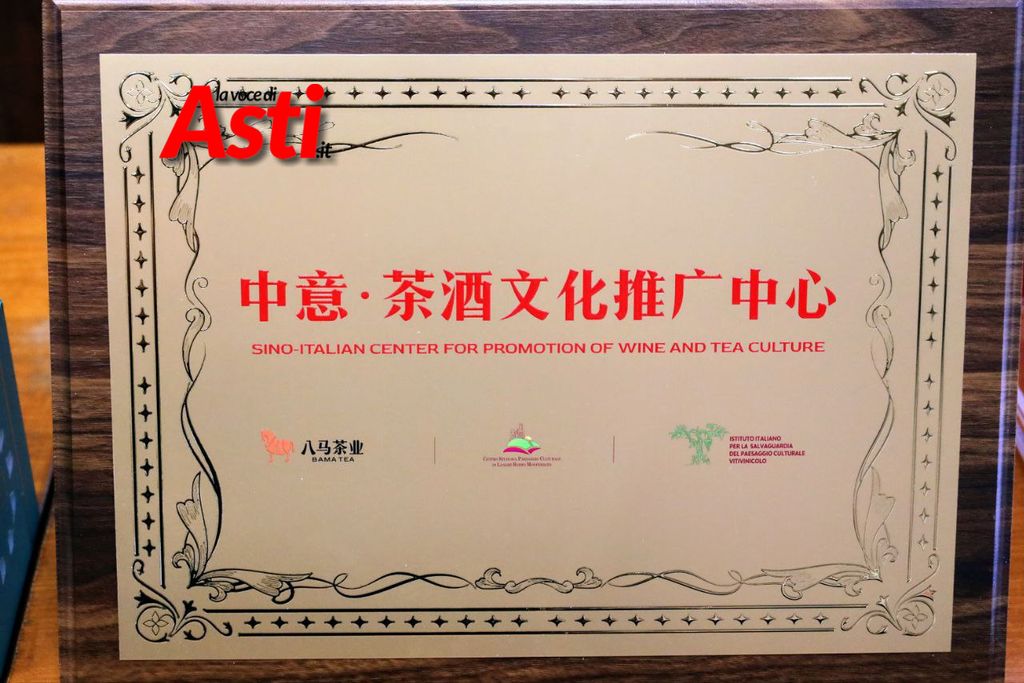 la voce di
Asti
.it
中意·茶酒文化推广中心
SINO-ITALIAN CENTER FOR PROMOTION OF WINE AND TEA CULTURE
八马茶业
BAMA TEA
ISTITUTO ITALIANO
PER LA SALVAGUARDIA
DEL PAESAGGIO CULTURALE
VITIVINICOLO